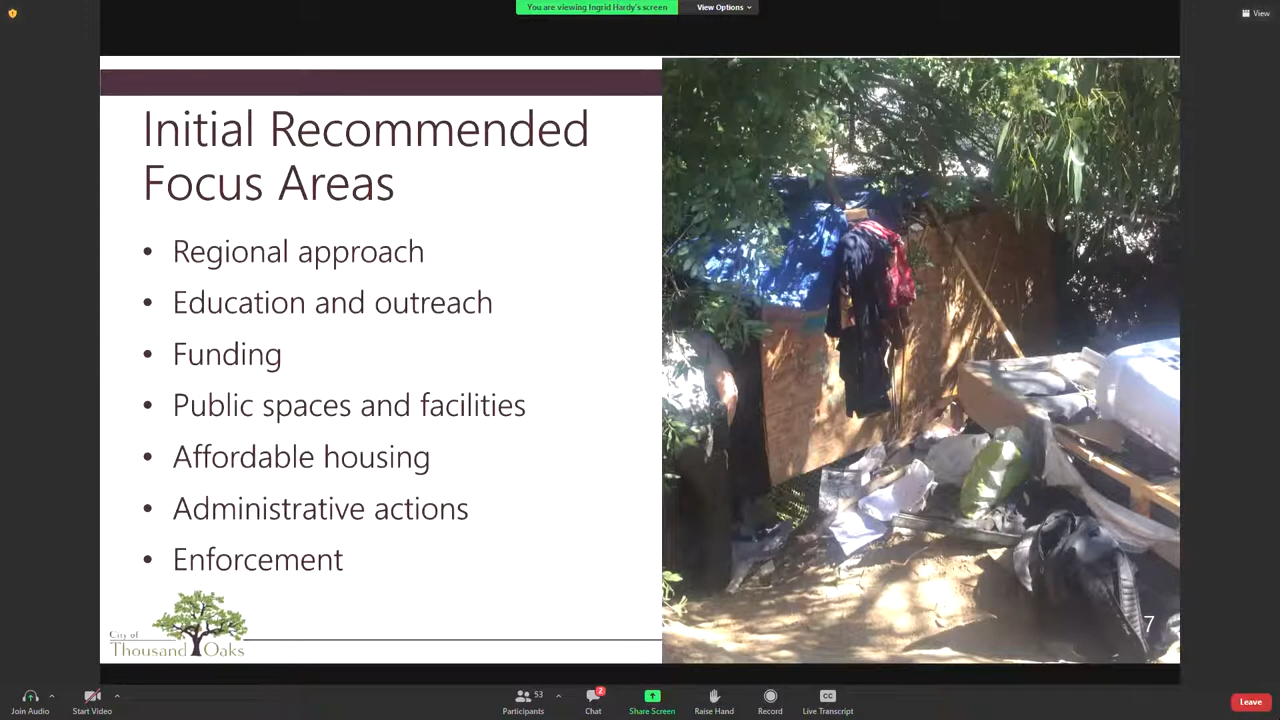 You are viewing Ingrid Hardy's screen
View Options
View
Initial Recommended
Focus Areas
• Regional approach
• Education and outreach
• Funding
• Public spaces and facilities
• Affordable housing
• Administrative actions
• Enforcement
City of
Thousand Oaks
7
Join Audio
Start Video
53
Participants
2
Chat
Share Screen
Raise Hand
Record
CC
Live Transcript
Leave